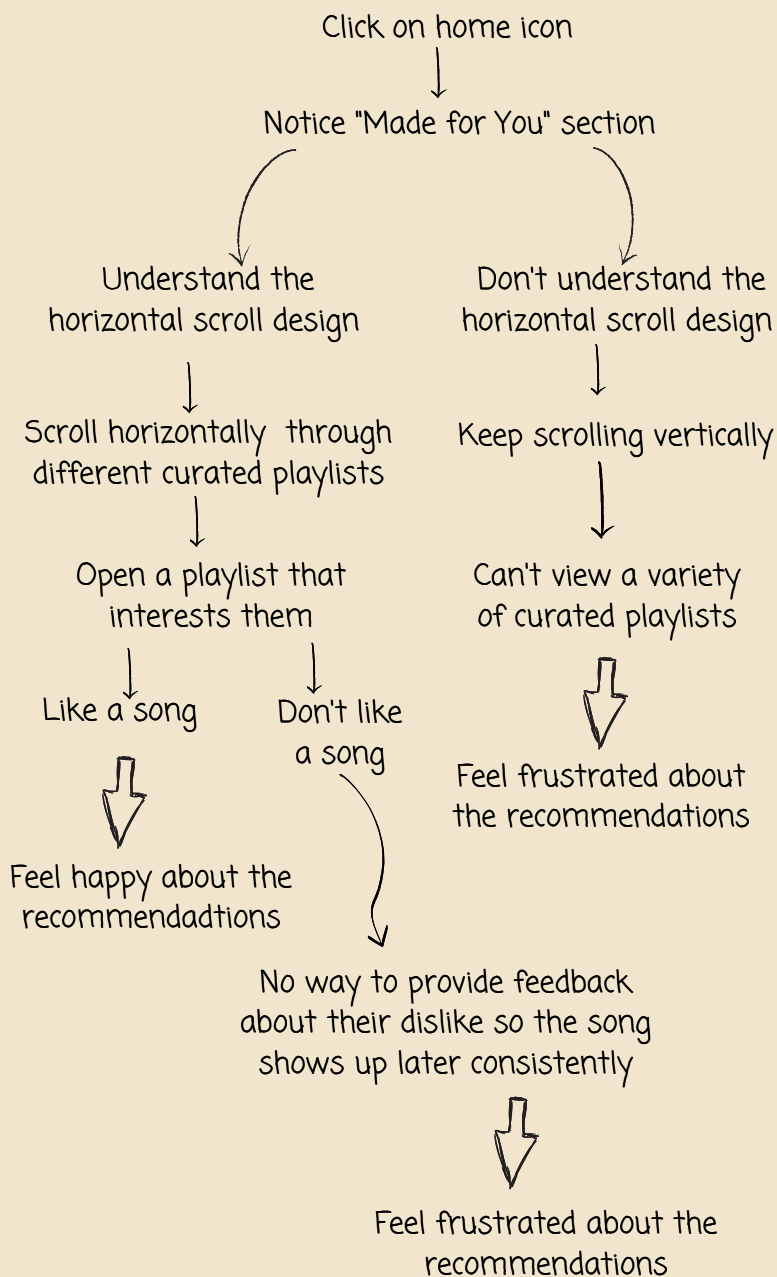 Click on home icon
Notice "Made for You" section
Understand the
horizontal scroll design
Don't understand the
horizontal scroll design
Scroll horizontally through
different curated playlists
Keep scrolling vertically
Open a playlist that
interests them
Can't view a variety
of curated playlists
Like a song
Don't like
a song
Feel frustrated about
the recommendations
Feel happy about the
recommendadtions
No way to provide feedback
about their dislike so the song
shows up later consistently
Feel frustrated about the
recommendations